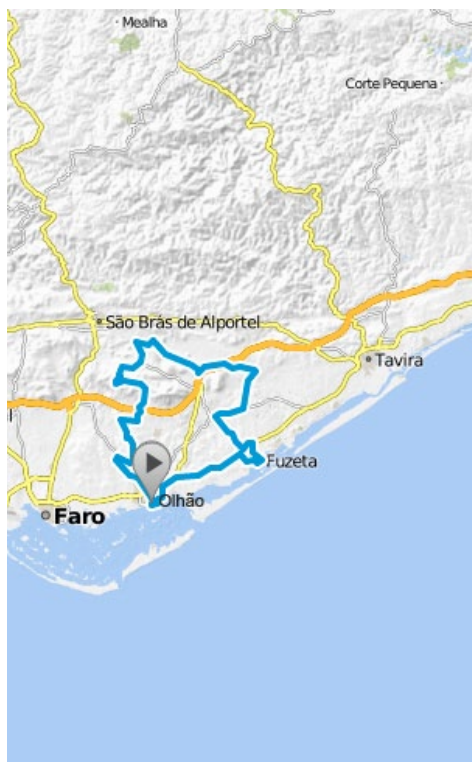 Mealha
Corte Pequena
São Brás de Alportel
Tavira
Fuzeta
Olhão
Faro